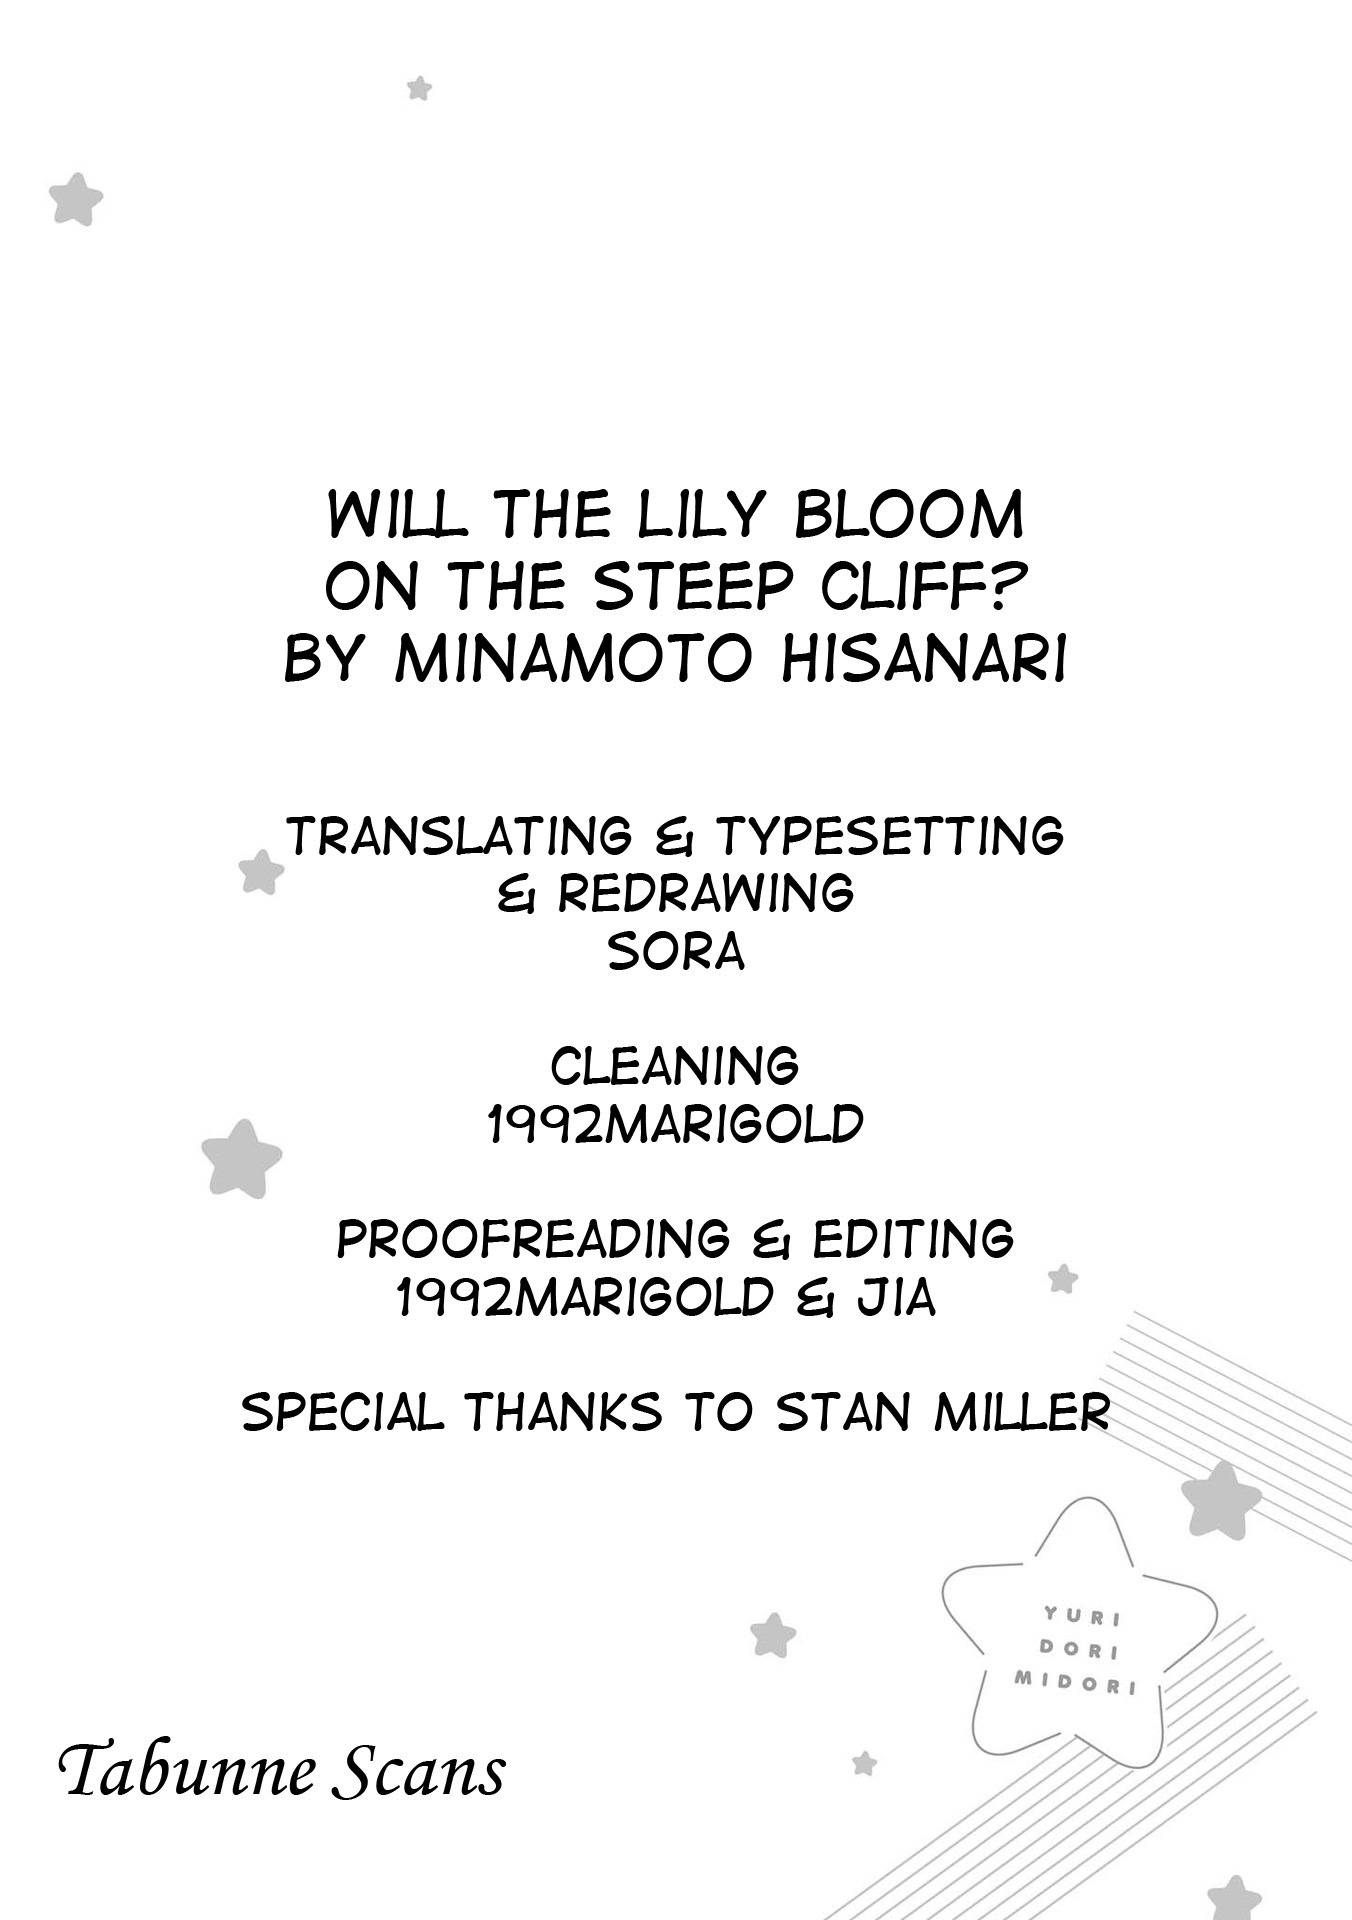 WILL THE LILY BLOOM
ON THE STEEP CLIFF?
BY MINAMOTO HISANARI
TRANSLATING & TYPESETTING
& REDRAWING
SORA
CLEANING
1992MARIGOLD
PROOFREADING & EDITING
1992MARIGOLD & JIA
SPECIAL THANKS TO STAN MILLER
YURI
DORI
MIDORI
Tabunne Scans